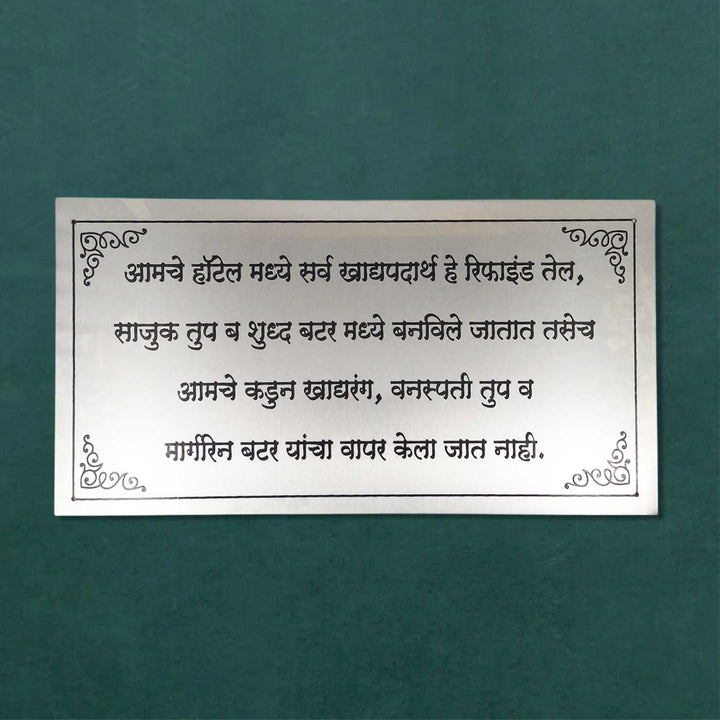 आमचे हॉटेल मध्ये सर्व खाद्यपदार्थ हे रिफाइंड तेल,
साजुक तुप व शुध्द बटर मध्ये बनविले जातात तसेच
आमचे कडुन खाद्यरंग, वनस्पती तुप व
मार्गरिन बटर यांचा वापर केला जात नाही.